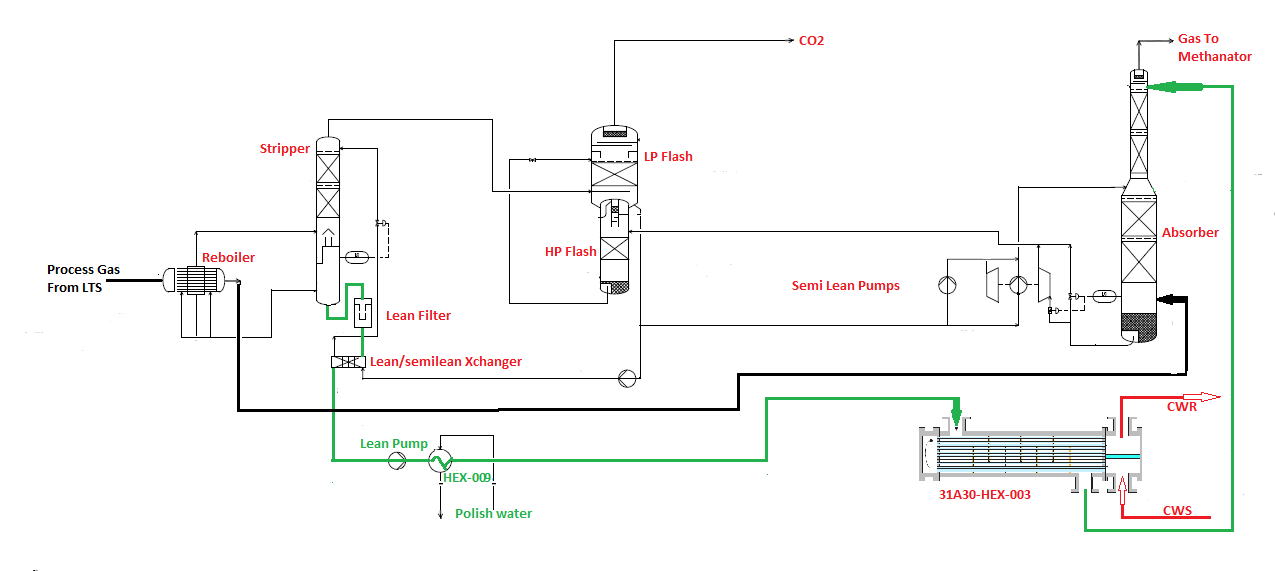 CO2
Gas To
Methanator
Stripper
LP Flash
Absorber
HP Flash
Reboiler
Process Gas
From LTS
Semi Lean Pumps
Lean Filter
Lean/semilean Xchanger
CWR
Lean Pump
HEX-009
31A30-HEX-003
Polish water
CWS